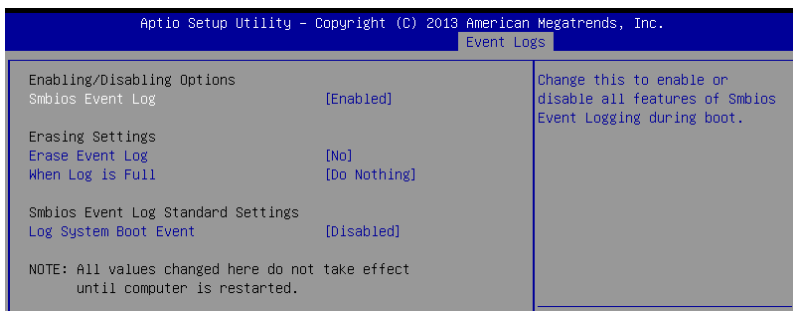 Aptio Setup Utility – Copyright (C) 2013 American Megatrends, Inc.
Event Logs
Enabling/Disabling Options
Smbios Event Log [Enabled]
Erasing Settings
Erase Event Log [No]
When Log is Full [Do Nothing]
Smbios Event Log Standard Settings
Log System Boot Event [Disabled]
NOTE: All values changed here do not take effect
until computer is restarted.
Change this to enable or
disable all features of Smbios
Event Logging during boot.